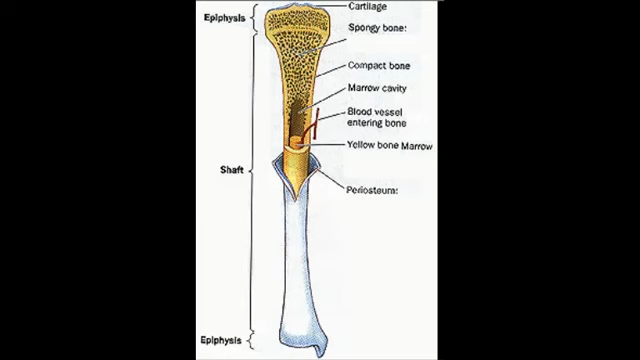 Cartilage
Epiphysis
Spongy bone:
Compact bone
Marrow cavity
Blood vessel
entering bone
Yellow bone Marrow
Shaft
Periosteum:
Epiphysis